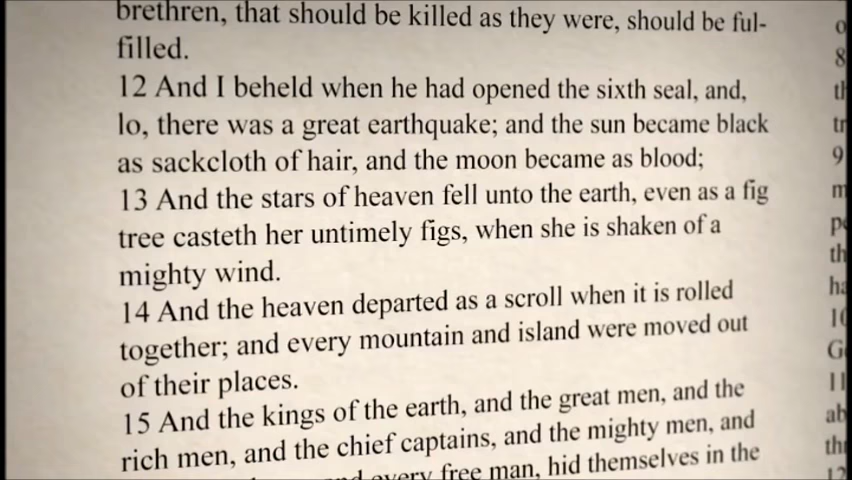 brethren, that should be killed as they were, should be ful-
filled.
12 And I beheld when he had opened the sixth seal, and,
lo, there was a great earthquake; and the sun became black
as sackcloth of hair, and the moon became as blood;
13 And the stars of heaven fell unto the earth, even as a fig
tree casteth her untimely figs, when she is shaken of a
mighty wind.
14 And the heaven departed as a scroll when it is rolled
together; and every mountain and island were moved out
of their places.
15 And the kings of the earth, and the great men, and the
rich men, and the chief captains, and the mighty men, and
every free man, hid themselves in the
8
9